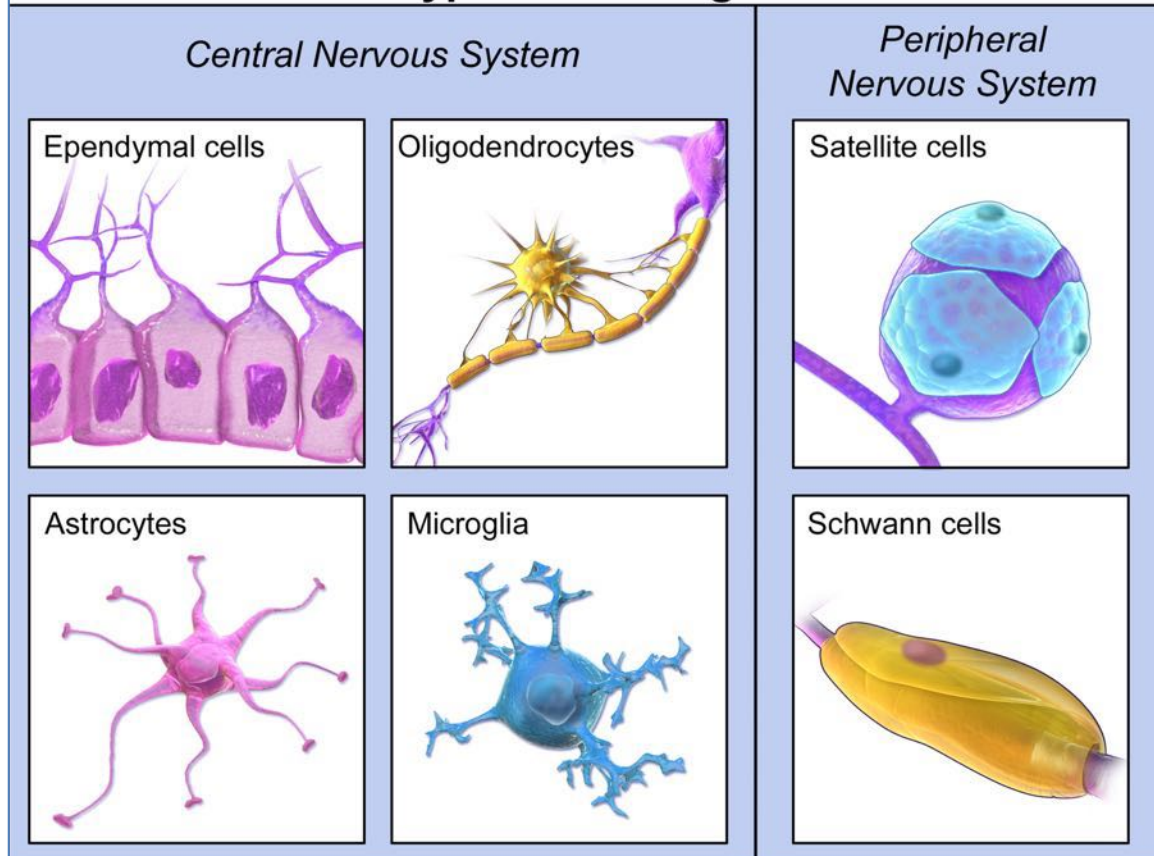 Central Nervous System
Peripheral
Nervous System
Ependymal cells
Oligodendrocytes
Satellite cells
Astrocytes
Microglia
Schwann cells